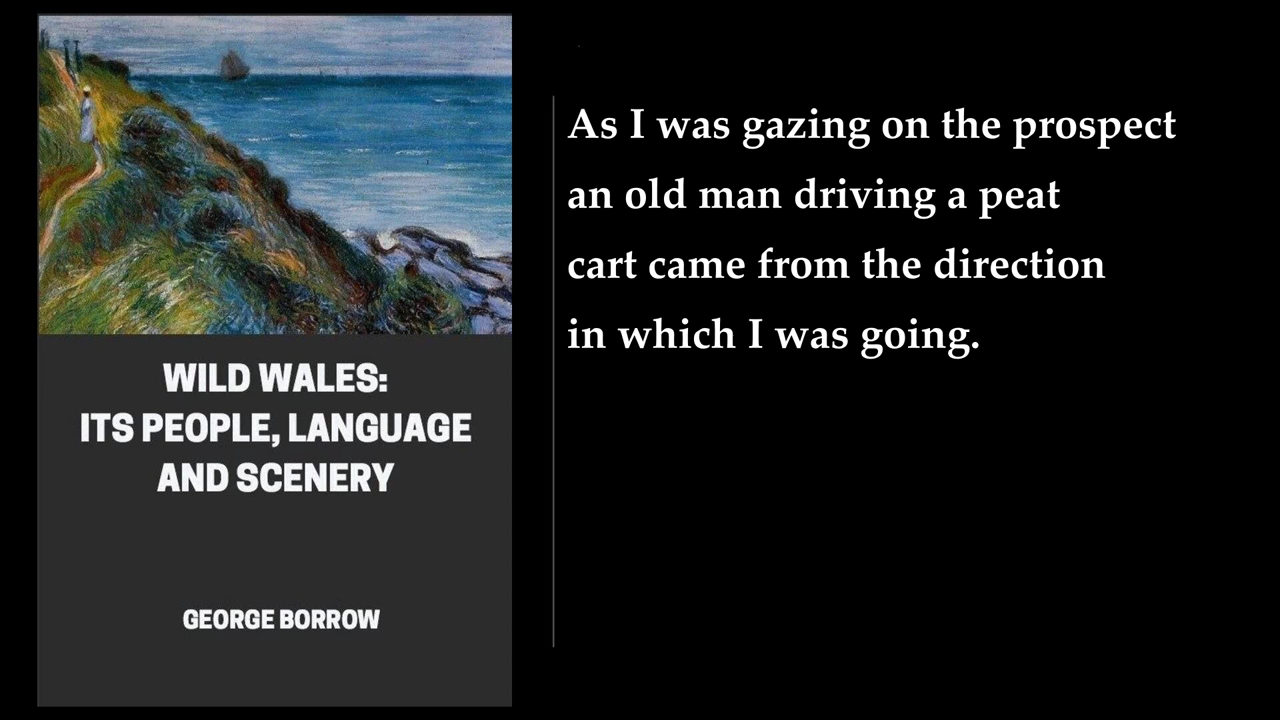 WILD WALES:
ITS PEOPLE, LANGUAGE
AND SCENERY
GEORGE BORROW
As I was gazing on the prospect
an old man driving a peat
cart came from the direction
in which I was going.